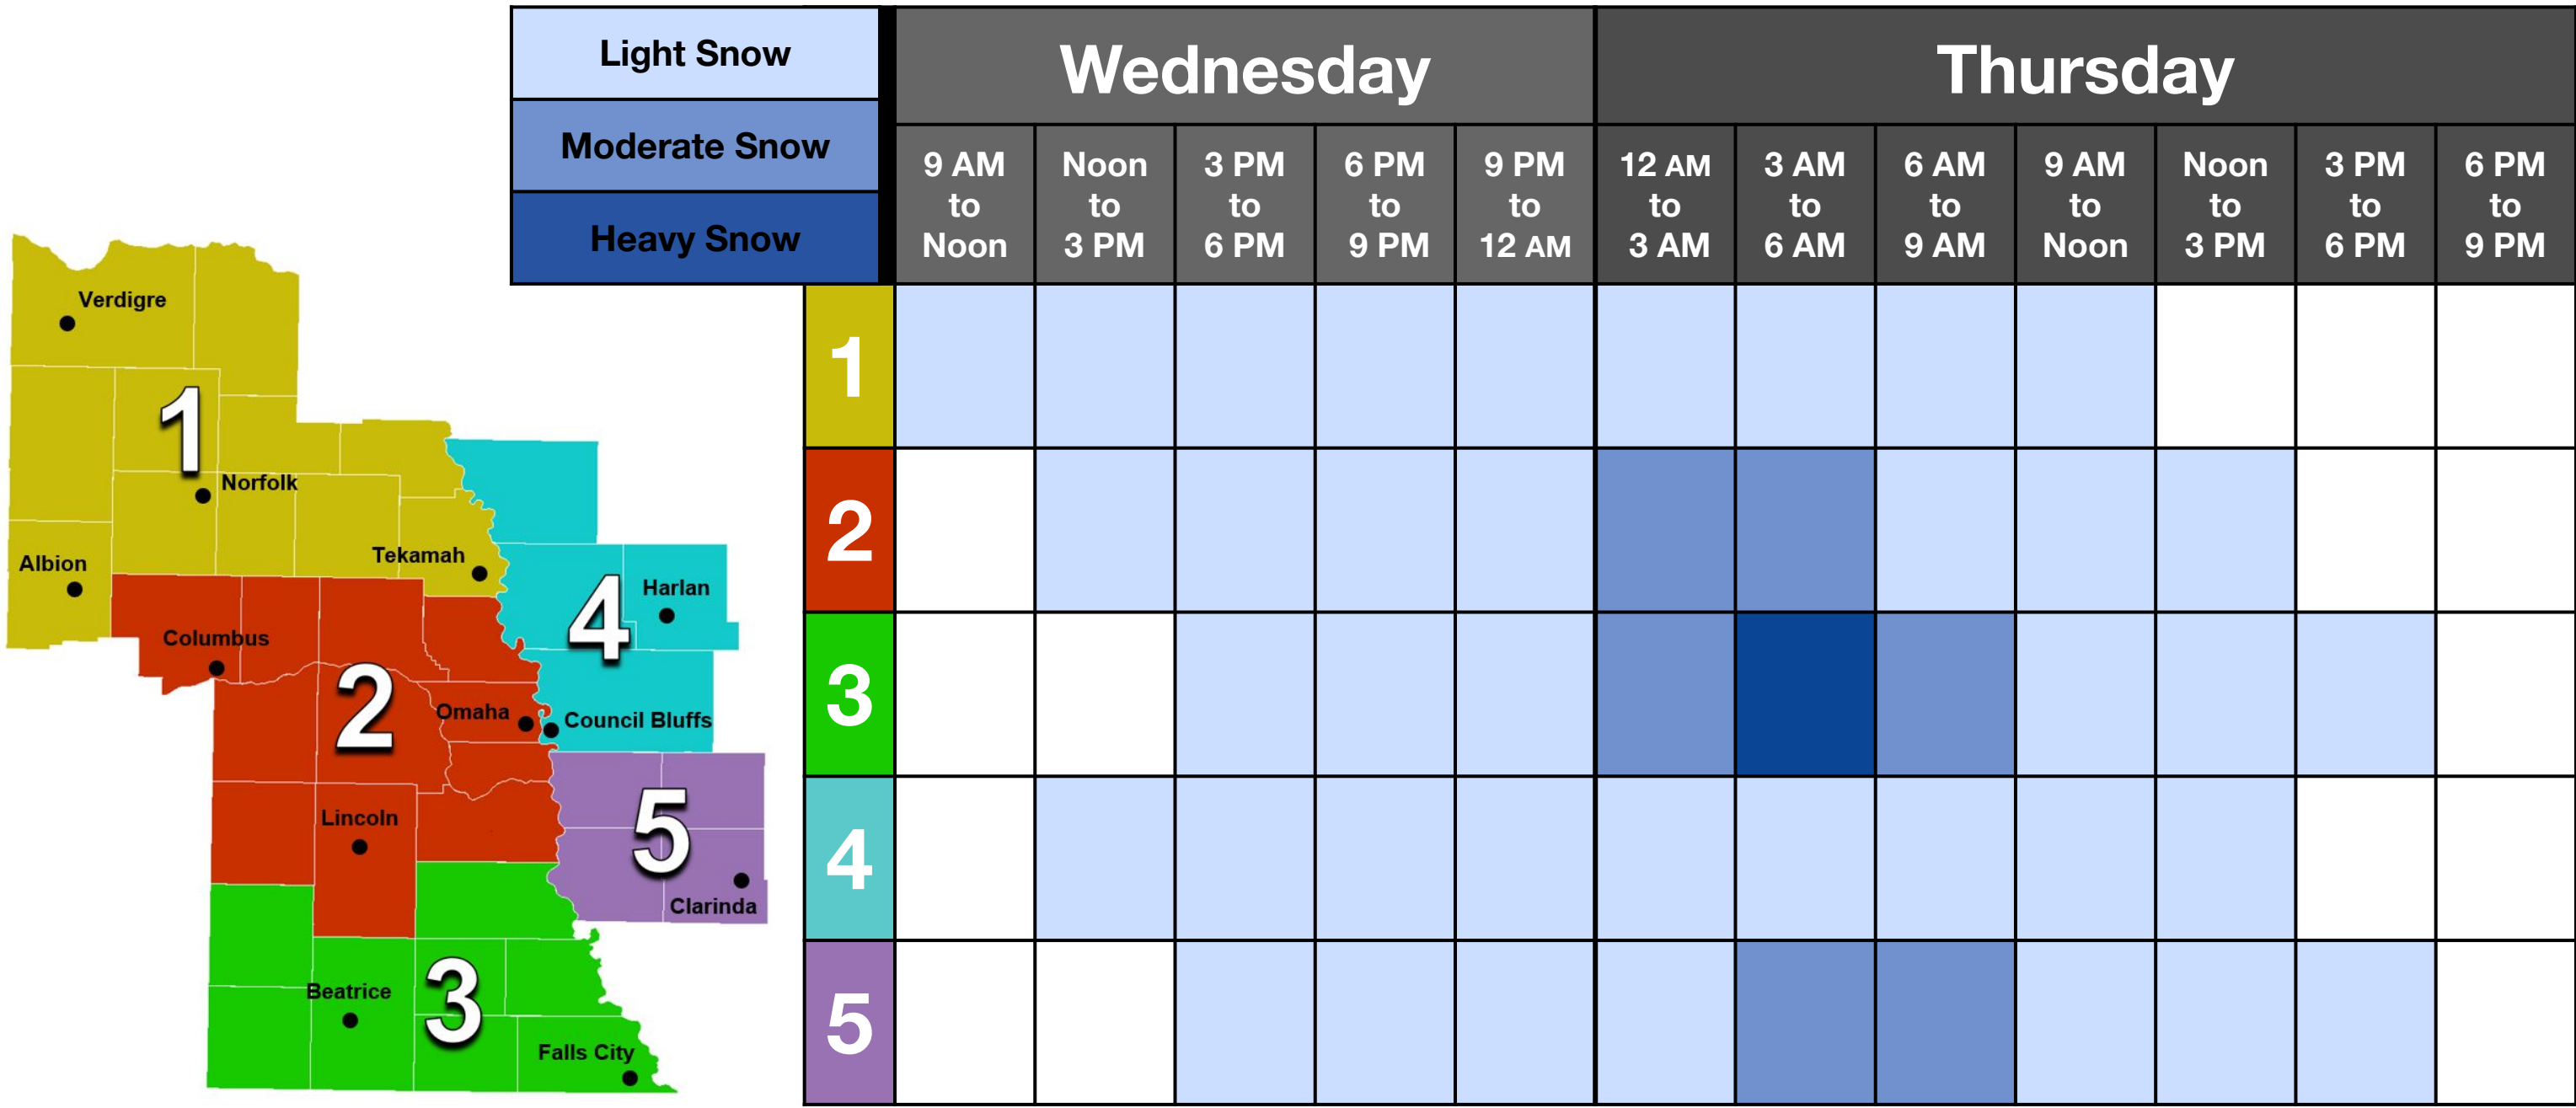 Light Snow
Moderate Snow
Heavy Snow
Wednesday
Thursday
9 AM
to
Noon
Noon
to
3 PM
3 PM
to
6 PM
6 PM
to
9 PM
9 PM
to
12 AM
12 AM
to
3 AM
3 AM
to
6 AM
6 AM
to
9 AM
9 AM
to
Noon
Noon
to
3 PM
3 PM
to
6 PM
6 PM
to
9 PM
1
2
3
4
5
Verdigre
1
Norfolk
Tekamah
Albion
4
Harlan
Columbus
2
Omaha
Council Bluffs
Lincoln
5
Clarinda
Beatrice
3
Falls City